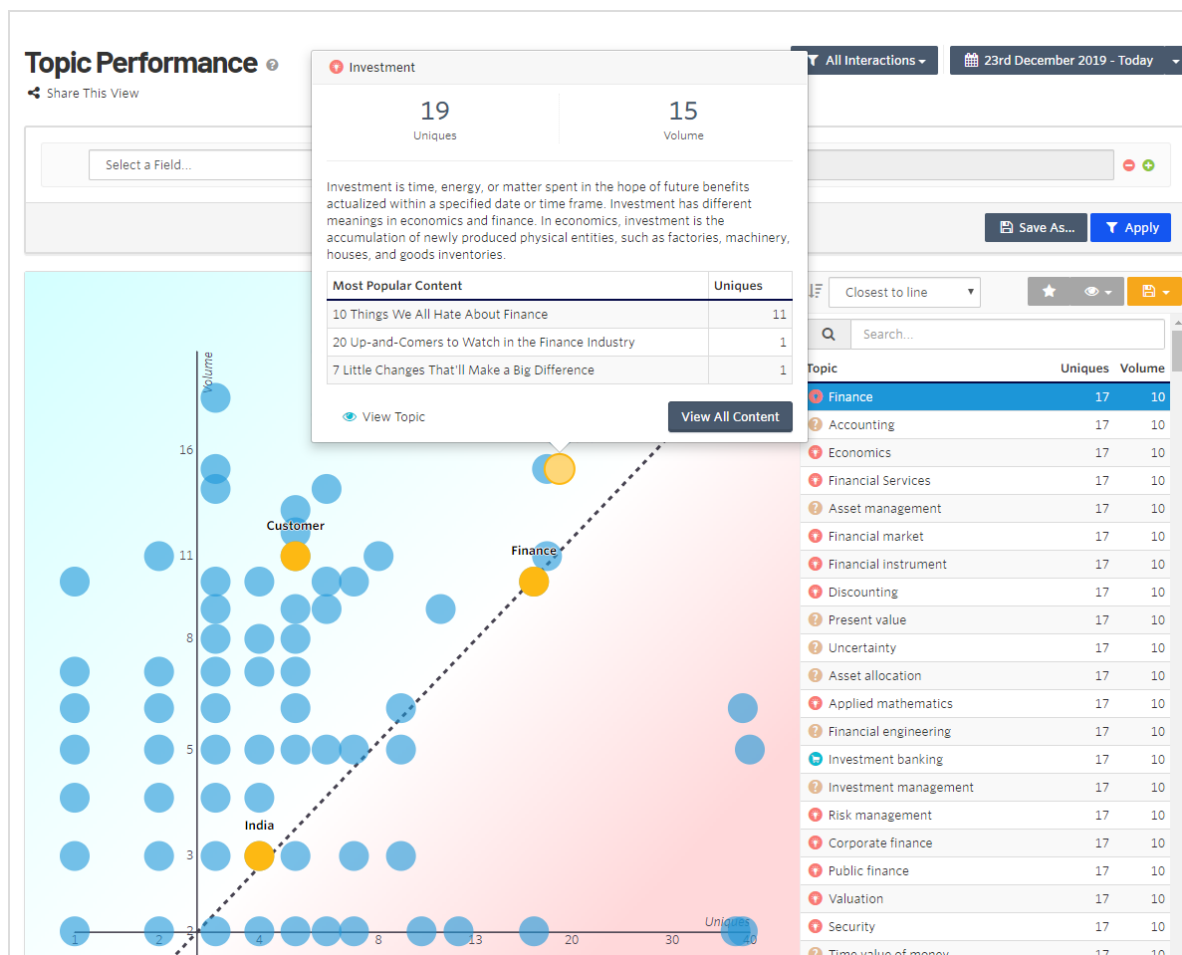 Topic Performance
Share This View
All Interactions
23rd December 2019 - Today
Investment
19
Uniques
15
Volume
Select a Field...
Investment is time, energy, or matter spent in the hope of future benefits
actualized within a specified date or time frame. Investment has different
meanings in economics and finance. In economics, investment is the
accumulation of newly produced physical entities, such as factories, machinery,
houses, and goods inventories.
Most Popular Content Uniques
10 Things We All Hate About Finance 11
20 Up-and-Comers to Watch in the Finance Industry 1
7 Little Changes That'll Make a Big Difference 1
View Topic
View All Content
Save As...
Apply
Closest to line
Search...
Topic Uniques Volume
Finance 17 10
Accounting 17 10
Economics 17 10
Financial Services 17 10
Asset management 17 10
Financial market 17 10
Financial instrument 17 10
Discounting 17 10
Present value 17 10
Uncertainty 17 10
Asset allocation 17 10
Applied mathematics 17 10
Financial engineering 17 10
Investment banking 17 10
Investment management 17 10
Risk management 17 10
Corporate finance 17 10
Public finance 17 10
Valuation 17 10
Security 17 10
Time value of money 17 10
Volume
16
11
8
5
3
2
Customer
Finance
India
Uniques
1 2 4 8 13 20 30 40